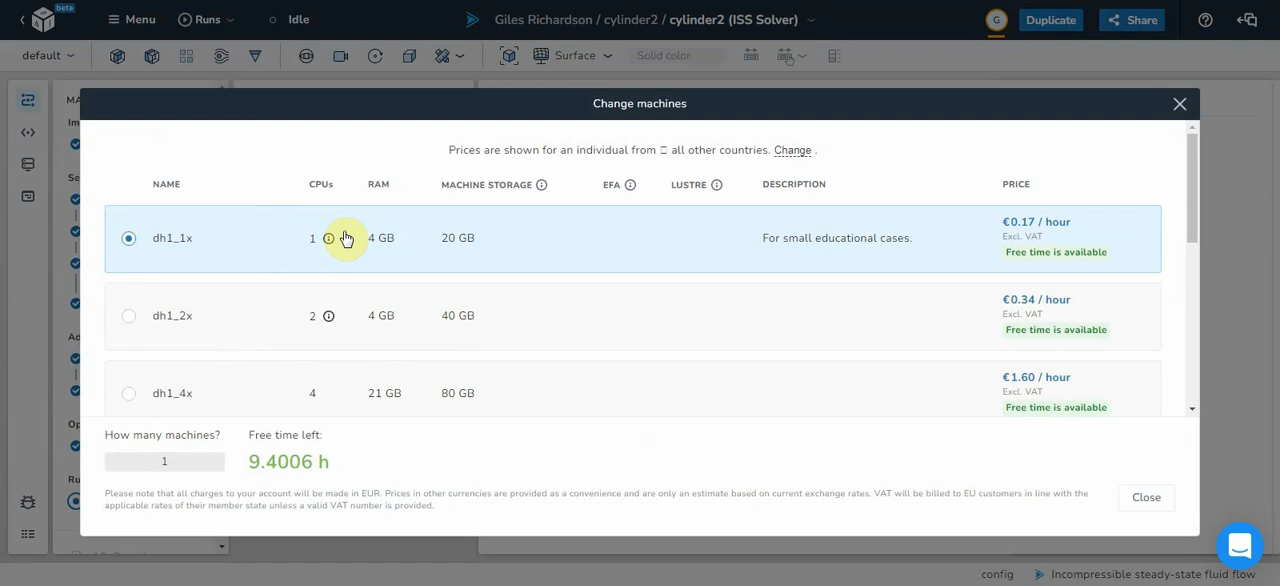 beta
Menu
Runs
Idle
Giles Richardson / cylinder2 / cylinder2 (ISS Solver)
G
Duplicate
Share
default
Surface
Solid color
Change machines
Prices are shown for an individual from all other countries. Change .
NAME CPUs RAM MACHINE STORAGE EFA LUSTRE DESCRIPTION PRICE
dh1_1x 1 4 GB 20 GB For small educational cases. €0.17 / hour
Excl. VAT
Free time is available
dh1_2x 2 4 GB 40 GB €0.34 / hour
Excl. VAT
Free time is available
dh1_4x 4 21 GB 80 GB €1.60 / hour
Excl. VAT
Free time is available
How many machines? Free time left:
1 9.4006 h
Please note that all charges to your account will be made in EUR. Prices in other currencies are provided as a convenience and are only an estimate based on current exchange rates. VAT will be billed to EU customers in line with the
applicable rates of their member state unless a valid VAT number is provided.
Close
config Incompressible steady-state fluid flow